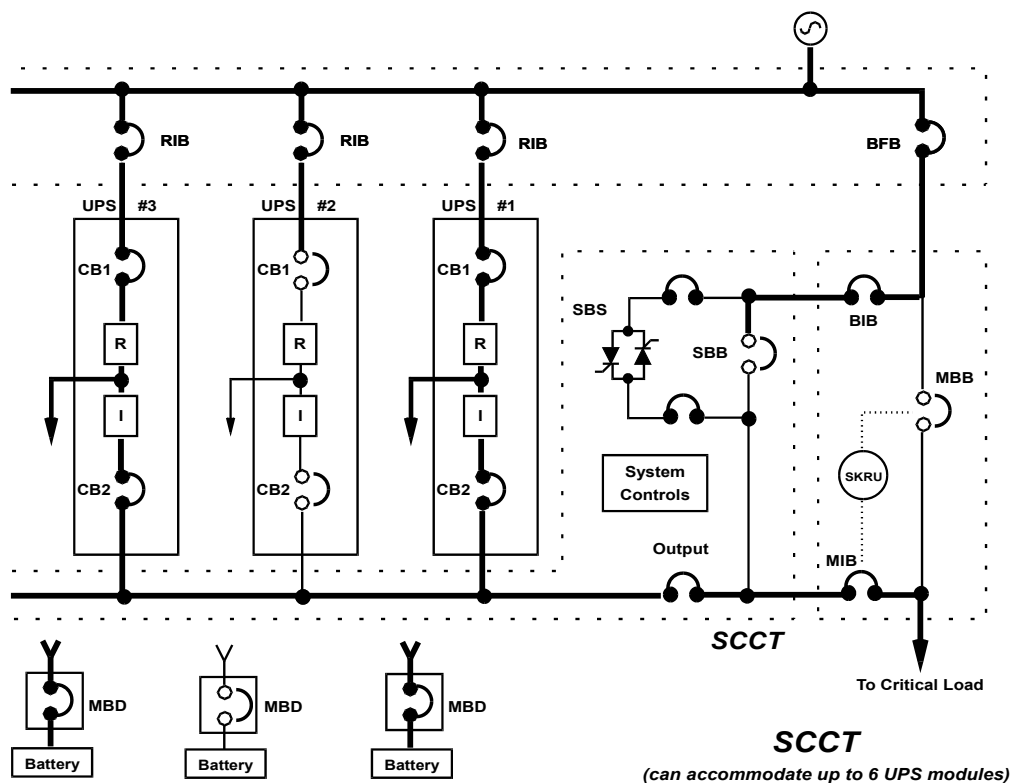 RIB
RIB
RIB
BFB
UPS #3
UPS #2
UPS #1
CB1
CB1
CB1
SBS
BIB
SBB
R
R
R
MBB
I
I
I
CB2
CB2
CB2
System
Controls
SKRU
Output
MIB
SCCT
To Critical Load
MBD
MBD
MBD
Battery
Battery
Battery
SCCT
(can accommodate up to 6 UPS modules)